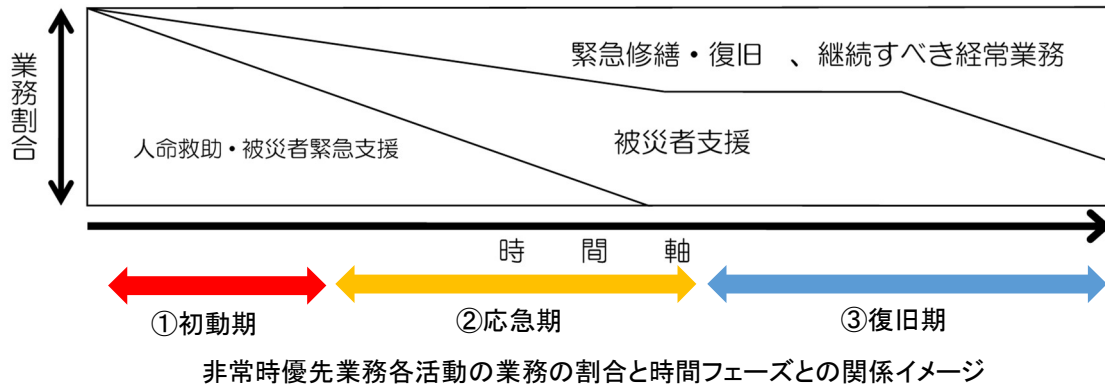 業務割合
緊急修繕・復旧 、継続すべき経常業務
人命救助・被災者緊急支援
被災者支援
時間軸
①初動期
②応急期
③復旧期
非常時優先業務各活動の業務の割合と時間フェーズとの関係イメージ